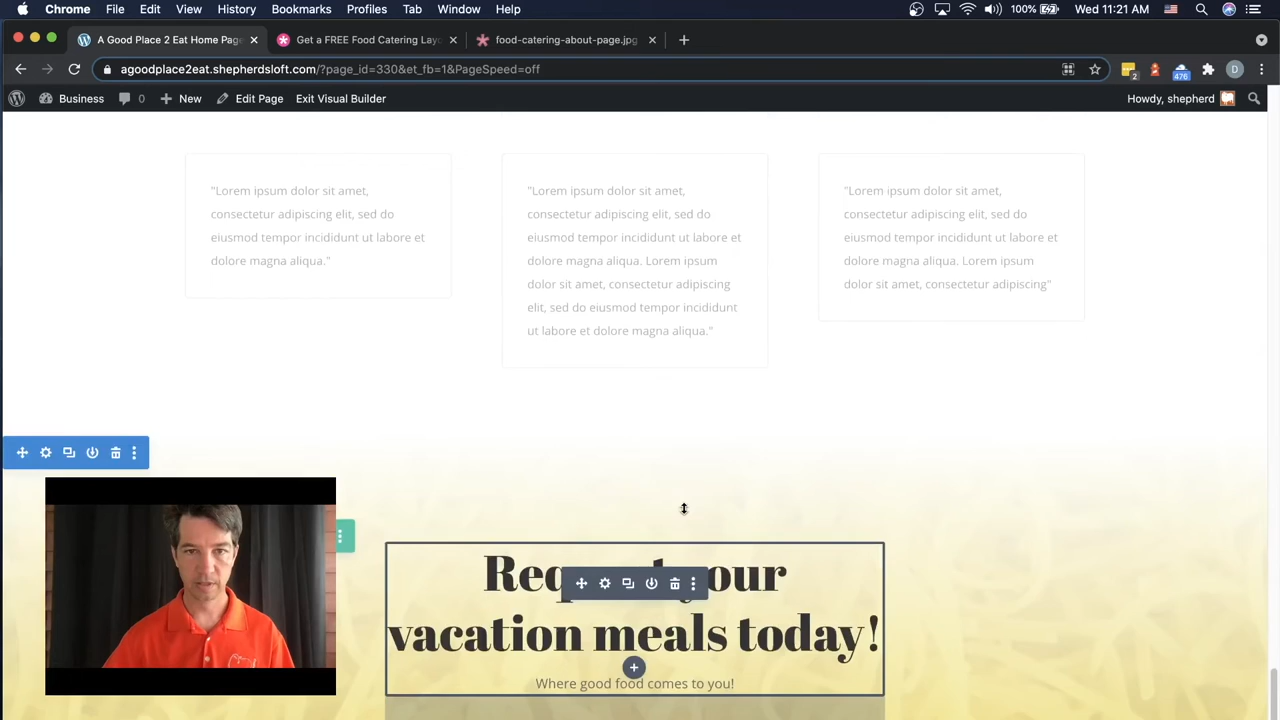 Chrome File Edit View History Bookmarks Profiles Tab Window Help 100% Wed 11:21 AM
A Good Place 2 Eat Home Pag Get a FREE Food Catering Layo food-catering-about-page.jpg
agoodplace2eat.shepherdsloft.com/?page_id=330&et_fb=1&PageSpeed=off 2 476 D
Business 0 New Edit Page Exit Visual Builder Howdy, shepherd
"Lorem ipsum dolor sit amet,
consectetur adipiscing elit, sed do
eiusmod tempor incididunt ut labore et
dolore magna aliqua."
"Lorem ipsum dolor sit amet,
consectetur adipiscing elit, sed do
eiusmod tempor incididunt ut labore et
dolore magna aliqua. Lorem ipsum
dolor sit amet, consectetur adipiscing
elit, sed do eiusmod tempor incididunt
ut labore et dolore magna aliqua."
"Lorem ipsum dolor sit amet,
consectetur adipiscing elit, sed do
eiusmod tempor incididunt ut labore et
dolore magna aliqua. Lorem ipsum
dolor sit amet, consectetur adipiscing"
your
vacation meals today!
Where good food comes to you!